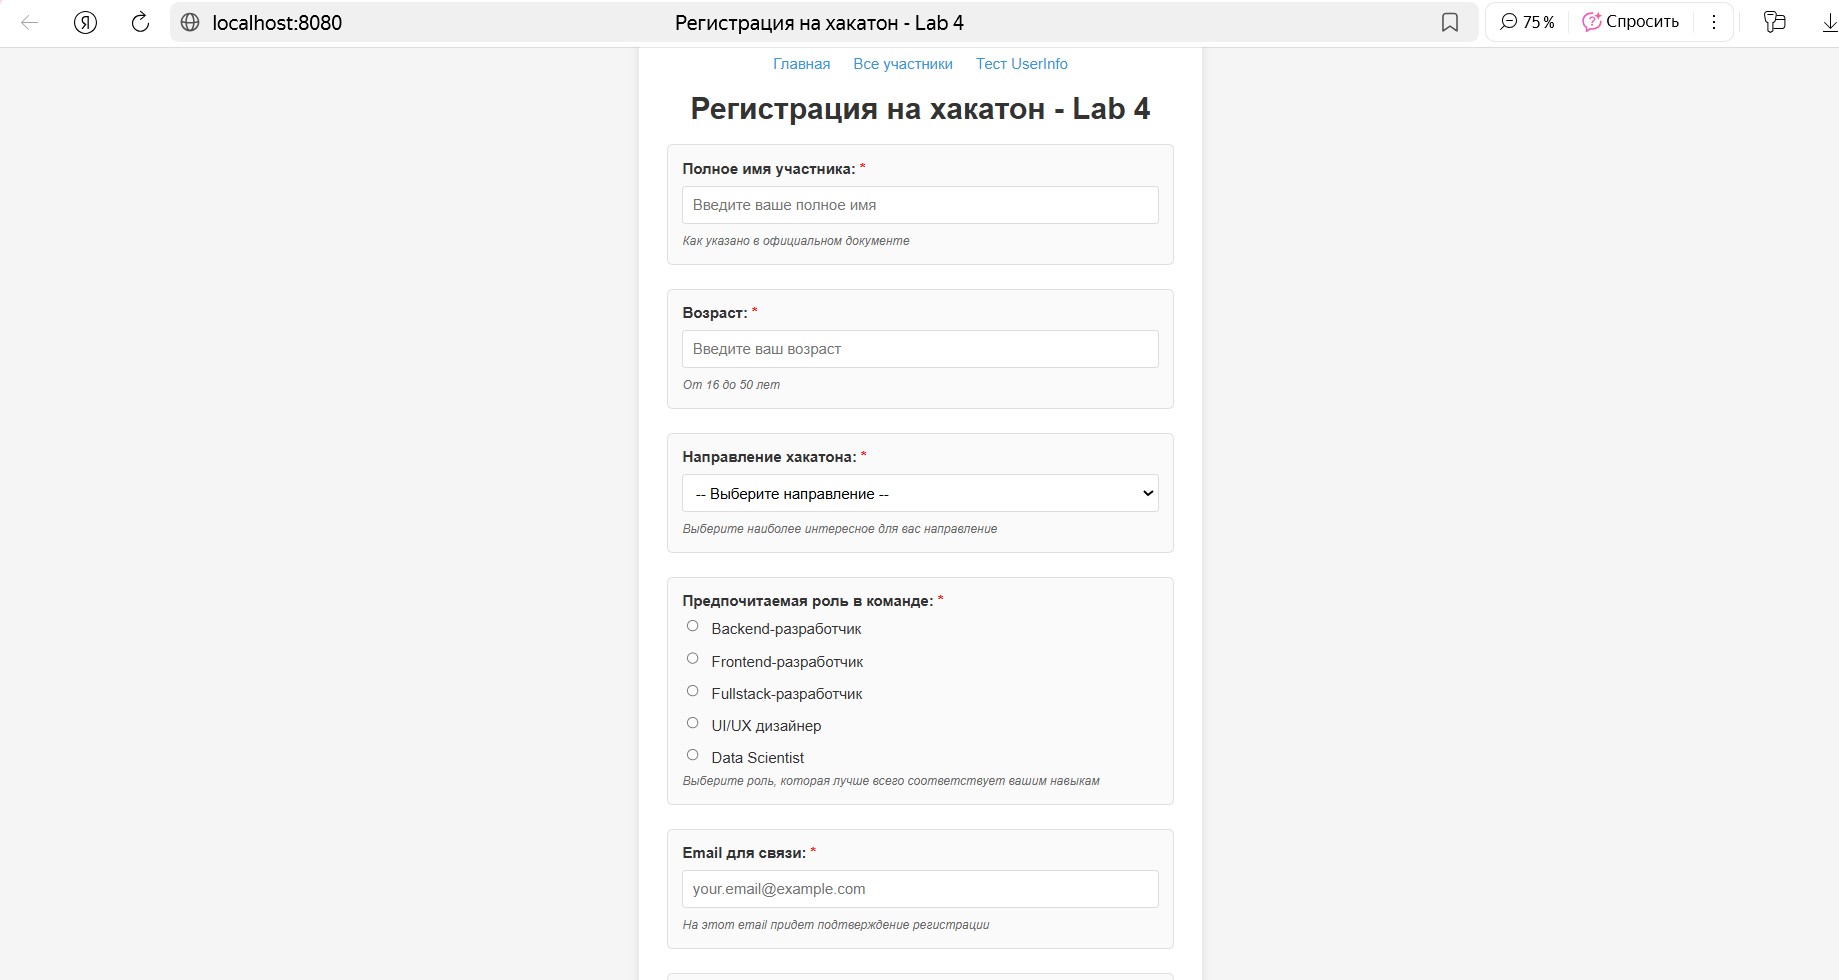 Я
localhost:8080
Регистрация на хакатон - Lab 4
75 %
Спросить
Главная Все участники Тест UserInfo
Регистрация на хакатон - Lab 4
Полное имя участника: *
Введите ваше полное имя
Как указано в официальном документе
Возраст: *
Введите ваш возраст
От 16 до 50 лет
Направление хакатона: *
-- Выберите направление --
Выберите наиболее интересное для вас направление
Предпочитаемая роль в команде: *
Backend-разработчик
Frontend-разработчик
Fullstack-разработчик
UI/UX дизайнер
Data Scientist
Выберите роль, которая лучше всего соответствует вашим навыкам
Email для связи: *
your.email@example.com
На этот email придет подтверждение регистрации